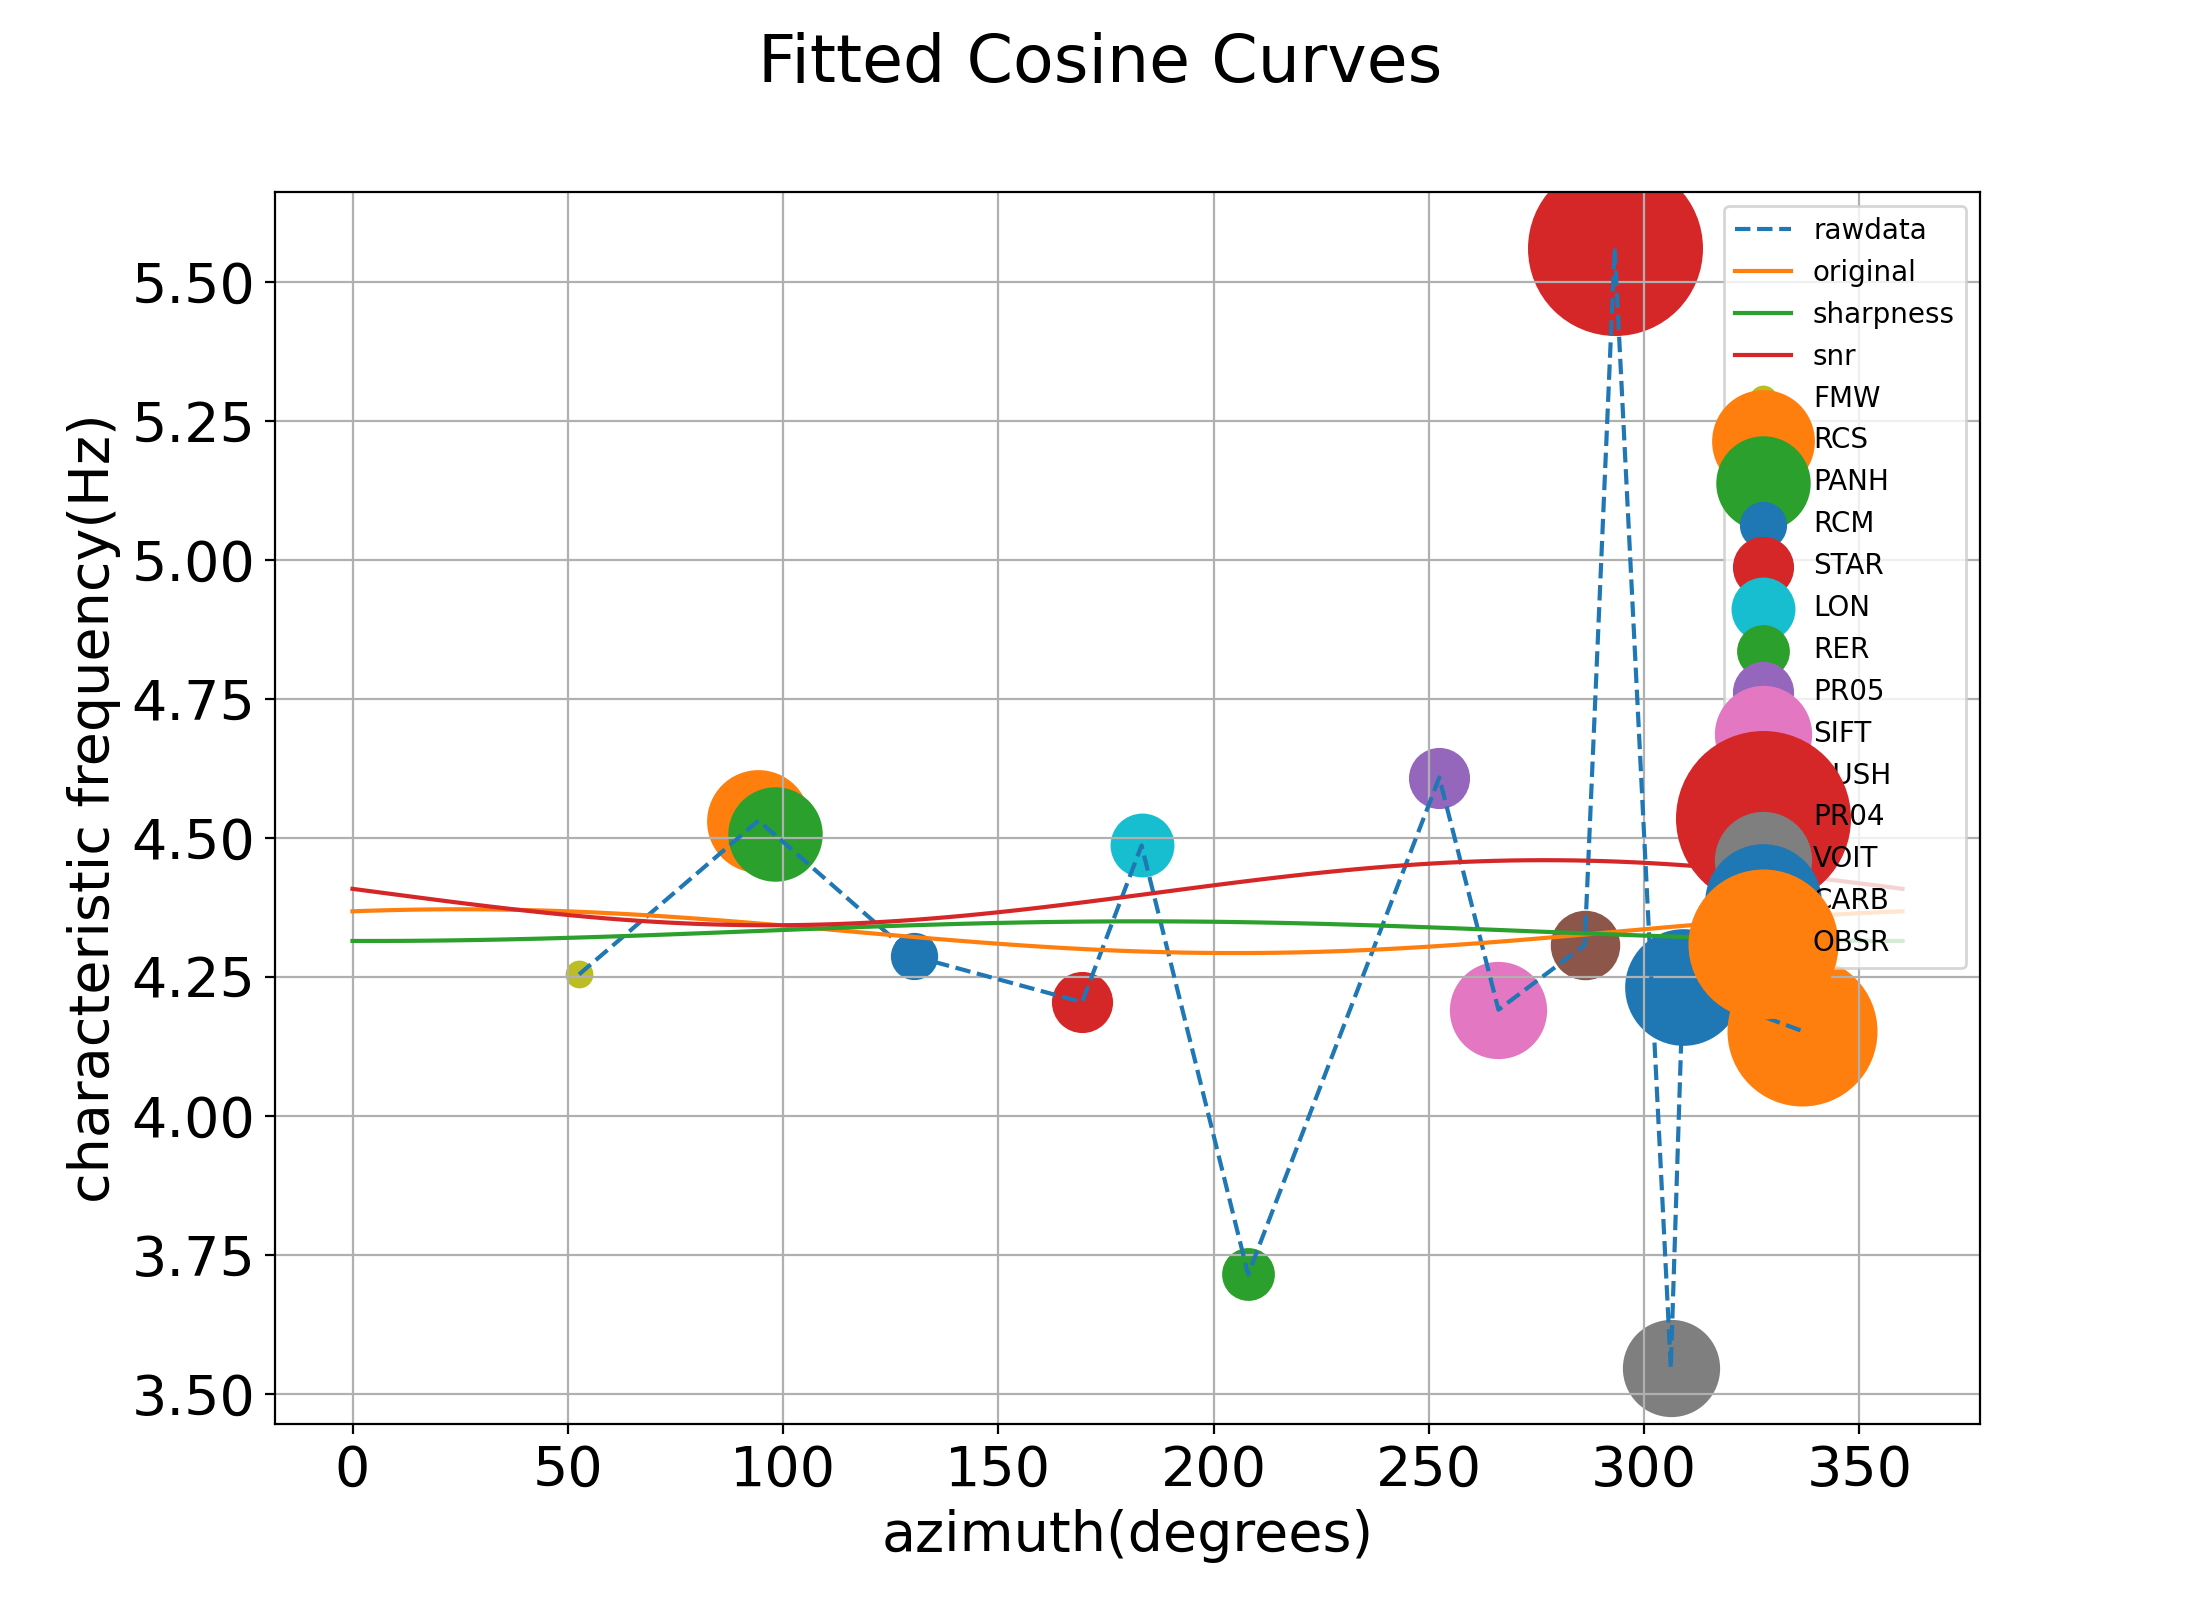 Fitted Cosine Curves
characteristic frequency(Hz)
5.50
5.25
5.00
4.75
4.50
4.25
4.00
3.75
3.50
0 50 100 150 200 250 300 350
azimuth(degrees)
rawdata
original
sharpness
snr
FMW
RCS
PANH
RCM
STAR
LON
RER
PR05
SIFT
PR04
VOIT
CARB
OBSR